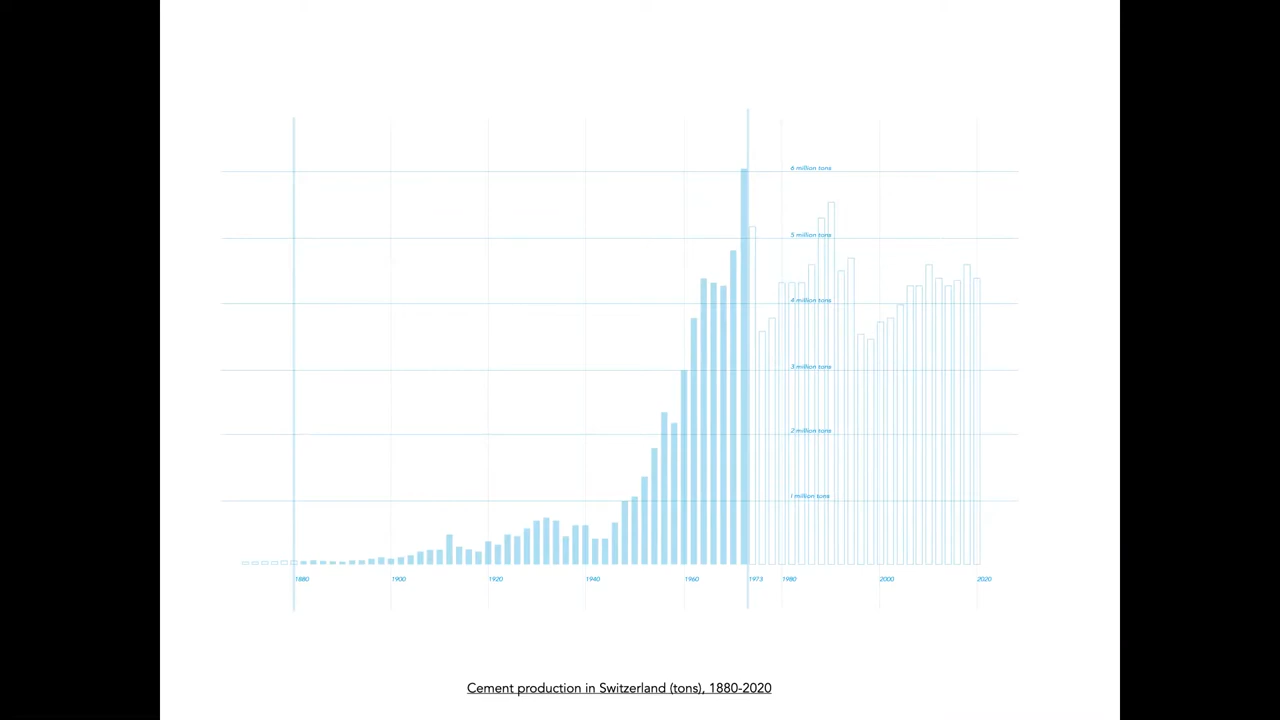 6 million tons
5 million tons
4 million tons
3 million tons
2 million tons
1 million tons
1880 1900 1920 1940 1960 1973 1980 2000 2020
Cement production in Switzerland (tons), 1880-2020